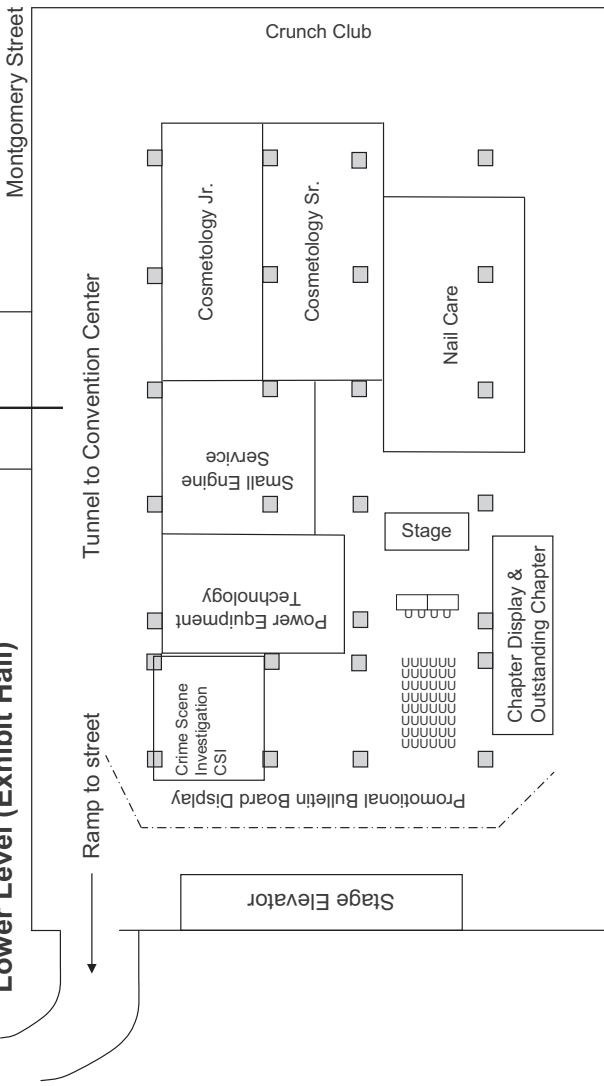 Lower Level (Exhibit Hall)
Montgomery Street
Crunch Club
Tunnel to Convention Center
Ramp to street
Cosmetology Jr.
Cosmetology Sr.
Nail Care
Small Engine
Service
Power Equipment
Technology
Crime Scene
Investigation
CSI
Stage
Chapter Display &
Outstanding Chapter
Promotional Bulletin Board Display
Stage Elevator